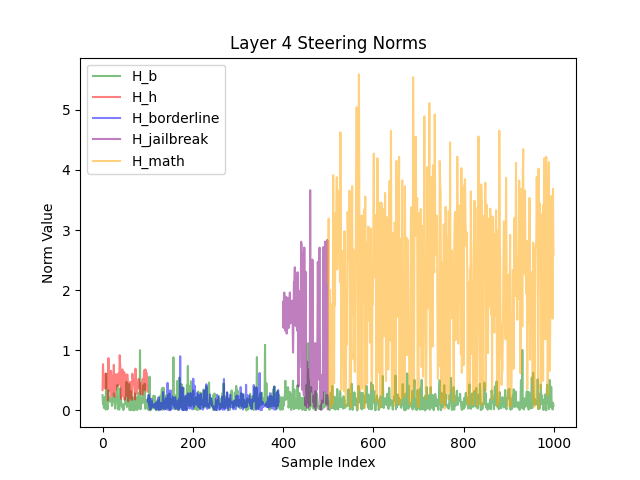 Layer 4 Steering Norms
H_b
H_h
H_borderline
H_jailbreak
H_math
Norm Value
5
4
3
2
1
0
0 200 400 600 800 1000
Sample Index